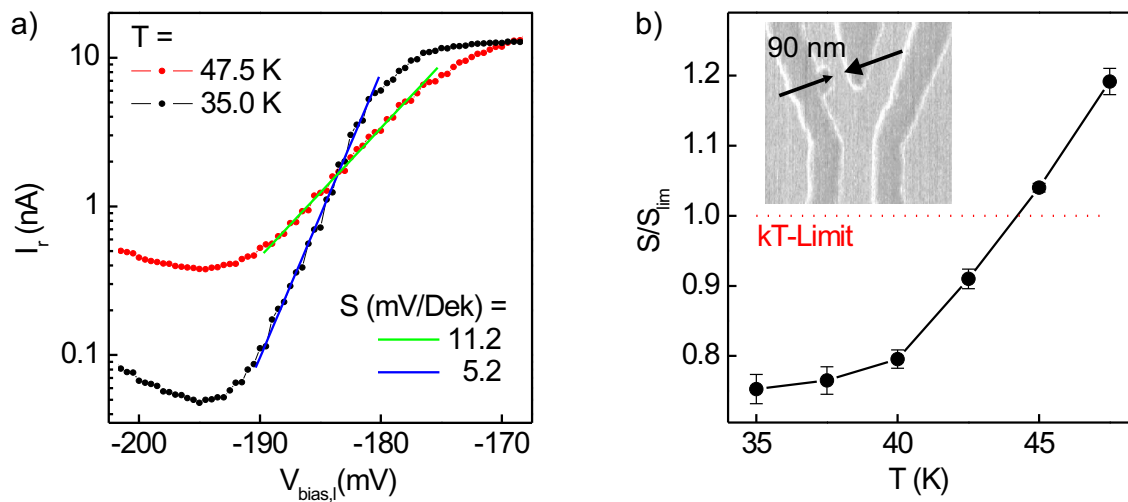 a)
T =
47.5 K
35.0 K
10
1
0.1
I_r (nA)
S (mV/Dek) =
11.2
5.2
-200
-190
-180
-170
V_bias,l(mV)
b)
90 nm
1.2
1.1
1.0
0.9
0.8
S/S_lim
kT-Limit
35
40
45
T (K)